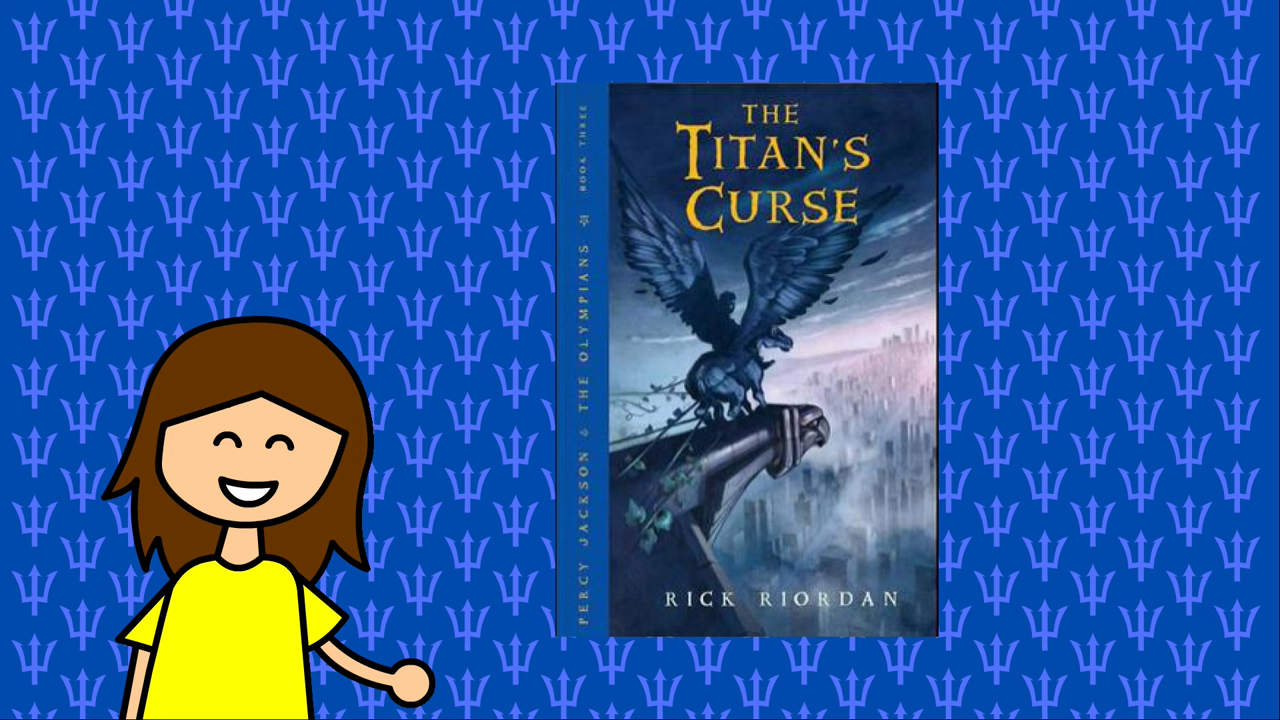 PERCY JACKSON & THE OLYMPIANS BOOK THREE
THE
TITAN'S
CURSE
RICK RIORDAN